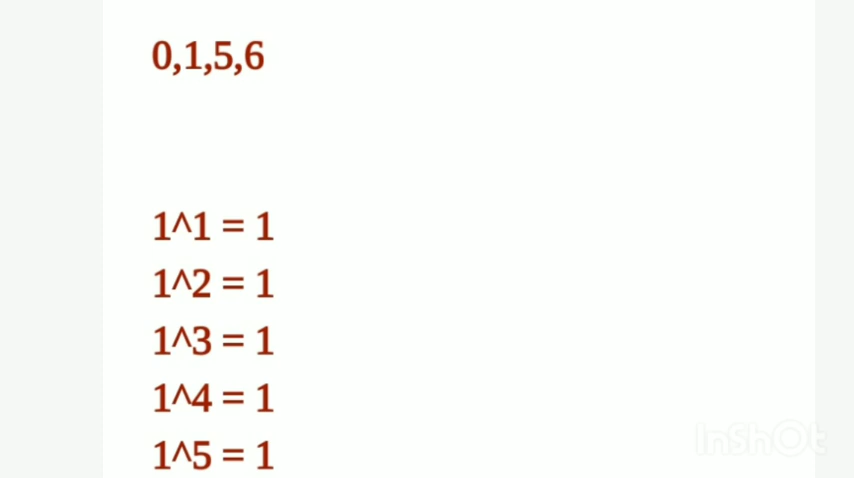 0,1,5,6
1^1 = 1
1^2 = 1
1^3 = 1
1^4 = 1
1^5 = 1
InShOt